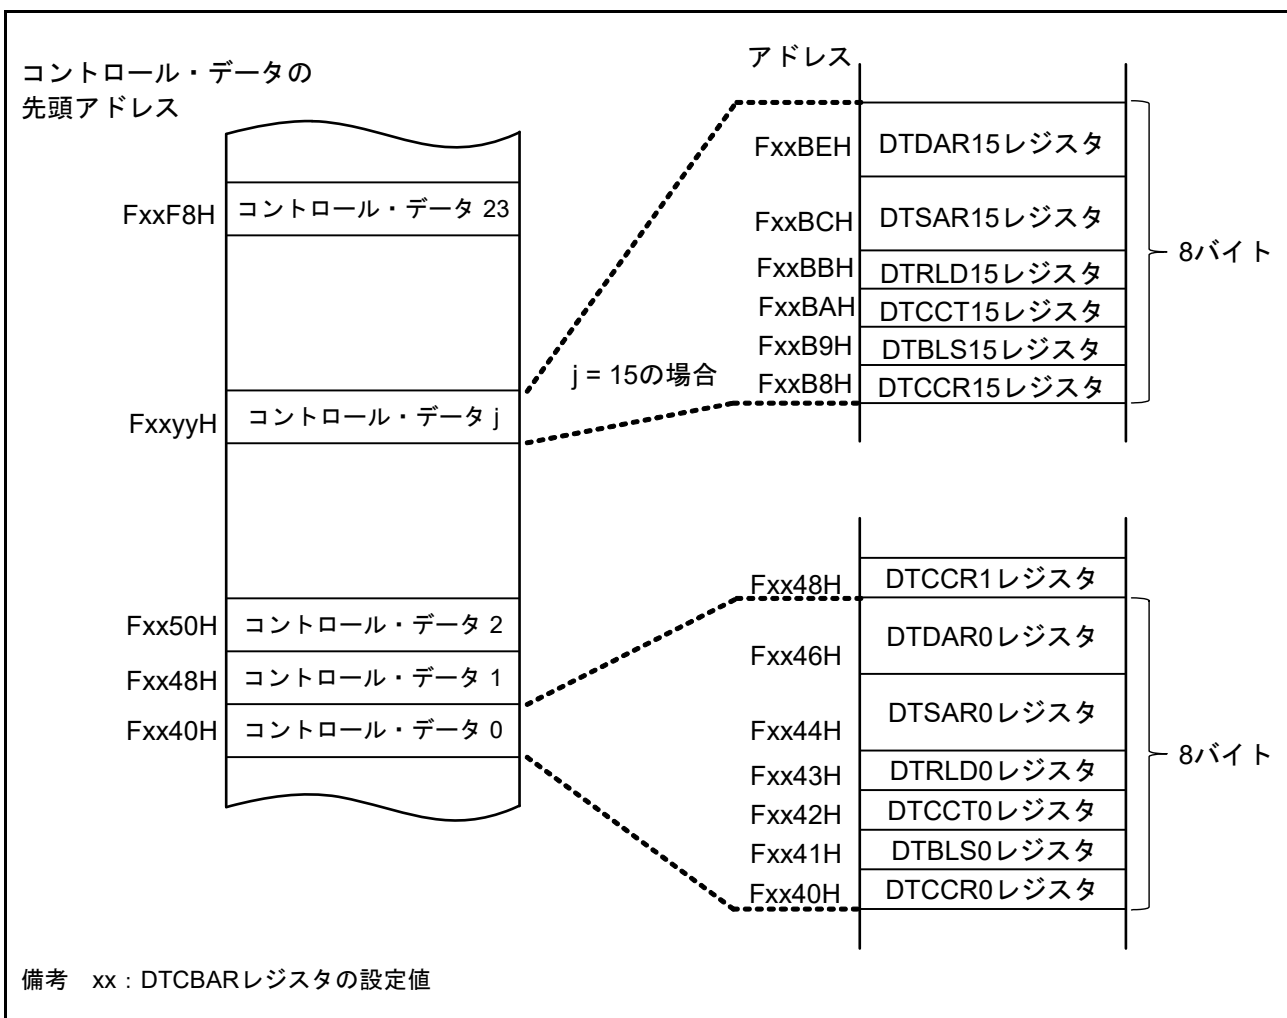 コントロール・データの
先頭アドレス
FxxF8H
コントロール・データ 23
FxxyyH
コントロール・データ j
Fxx50H
コントロール・データ 2
Fxx48H
コントロール・データ 1
Fxx40H
コントロール・データ 0
j = 15の場合
アドレス
FxxBEH
DTDAR15レジスタ
FxxBCH
DTSAR15レジスタ
FxxBBH
DTRLD15レジスタ
FxxBAH
DTCCT15レジスタ
FxxB9H
DTBLS15レジスタ
FxxB8H
DTCCR15レジスタ
8バイト
Fxx48H
DTCCR1レジスタ
Fxx46H
DTDAR0レジスタ
Fxx44H
DTSAR0レジスタ
Fxx43H
DTRLD0レジスタ
Fxx42H
DTCCT0レジスタ
Fxx41H
DTBLS0レジスタ
Fxx40H
DTCCR0レジスタ
8バイト
備考 xx：DTCBARレジスタの設定値